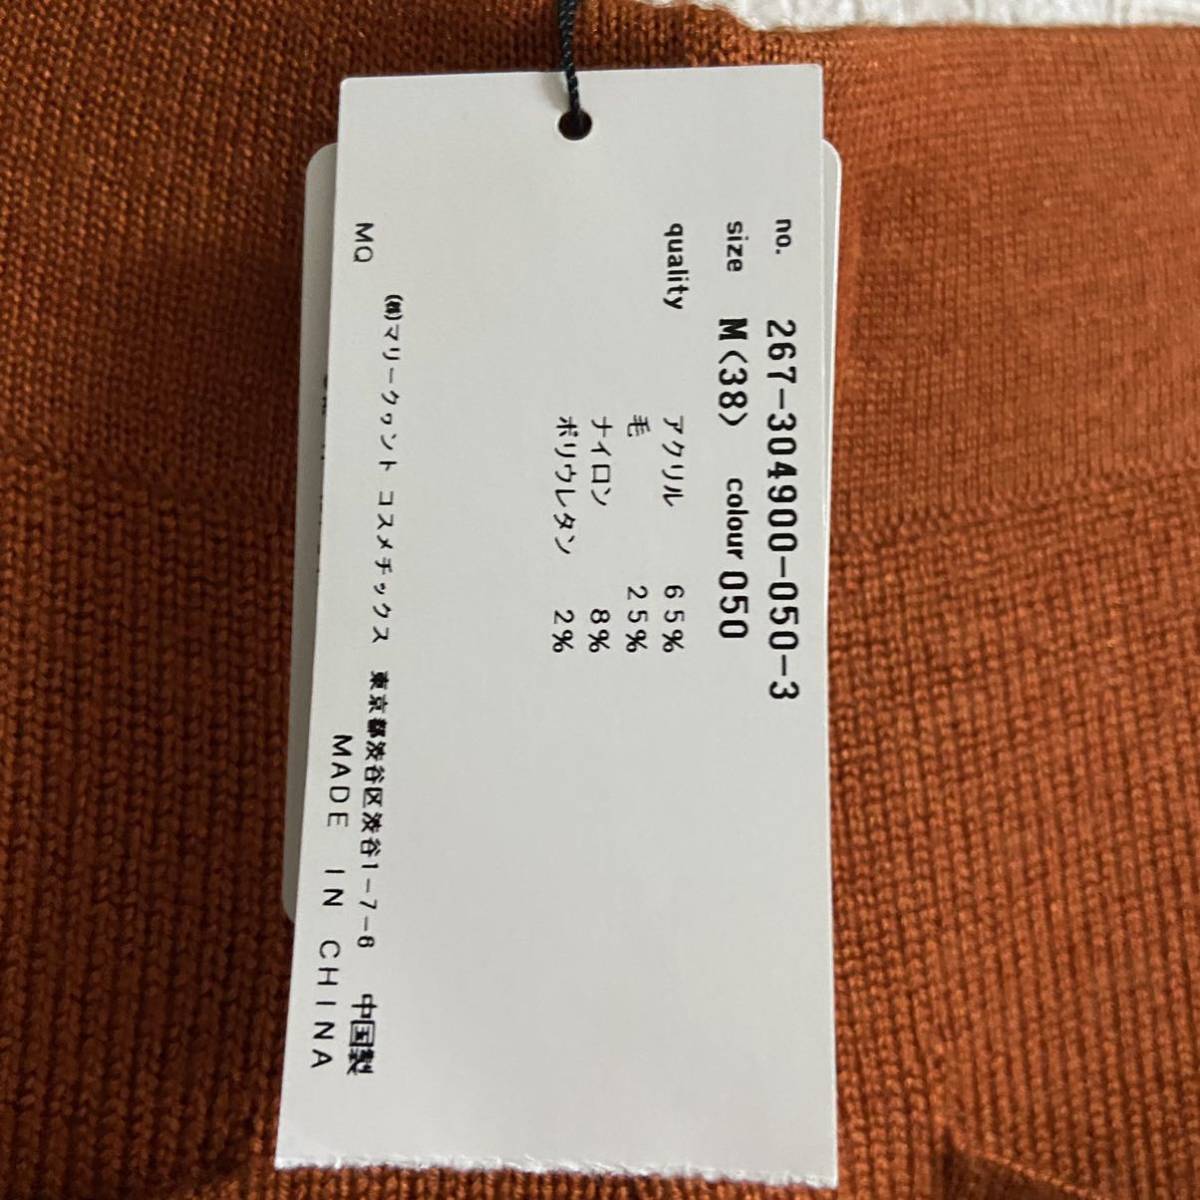 no. 267-304900-050-3
size M<38> colour 050
quality アクリル 65%
毛 25%
ナイロン 8%
ポリウレタン 2%
㈱マリークヮント コスメチックス 東京都渋谷区渋谷1-7-6 中国製
MQ MADE IN CHINA